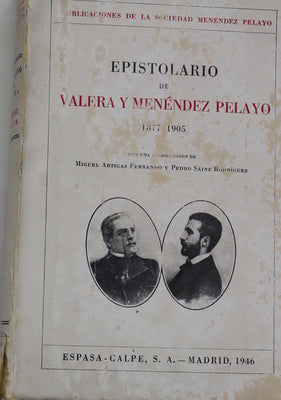 UBLICACIONES DE LA SOCIEDAD MENÉNDEZ PELAYO
EPISTOLARIO
DE
VALERA Y MENÉNDEZ PELAYO
1877 1905
UNA
MIGUEL ARTIGAS FERRANDO Y PEDRO SÁINZ RODRÍGUEZ
ESPASA-CALPE, S. A.—MADRID, 1946